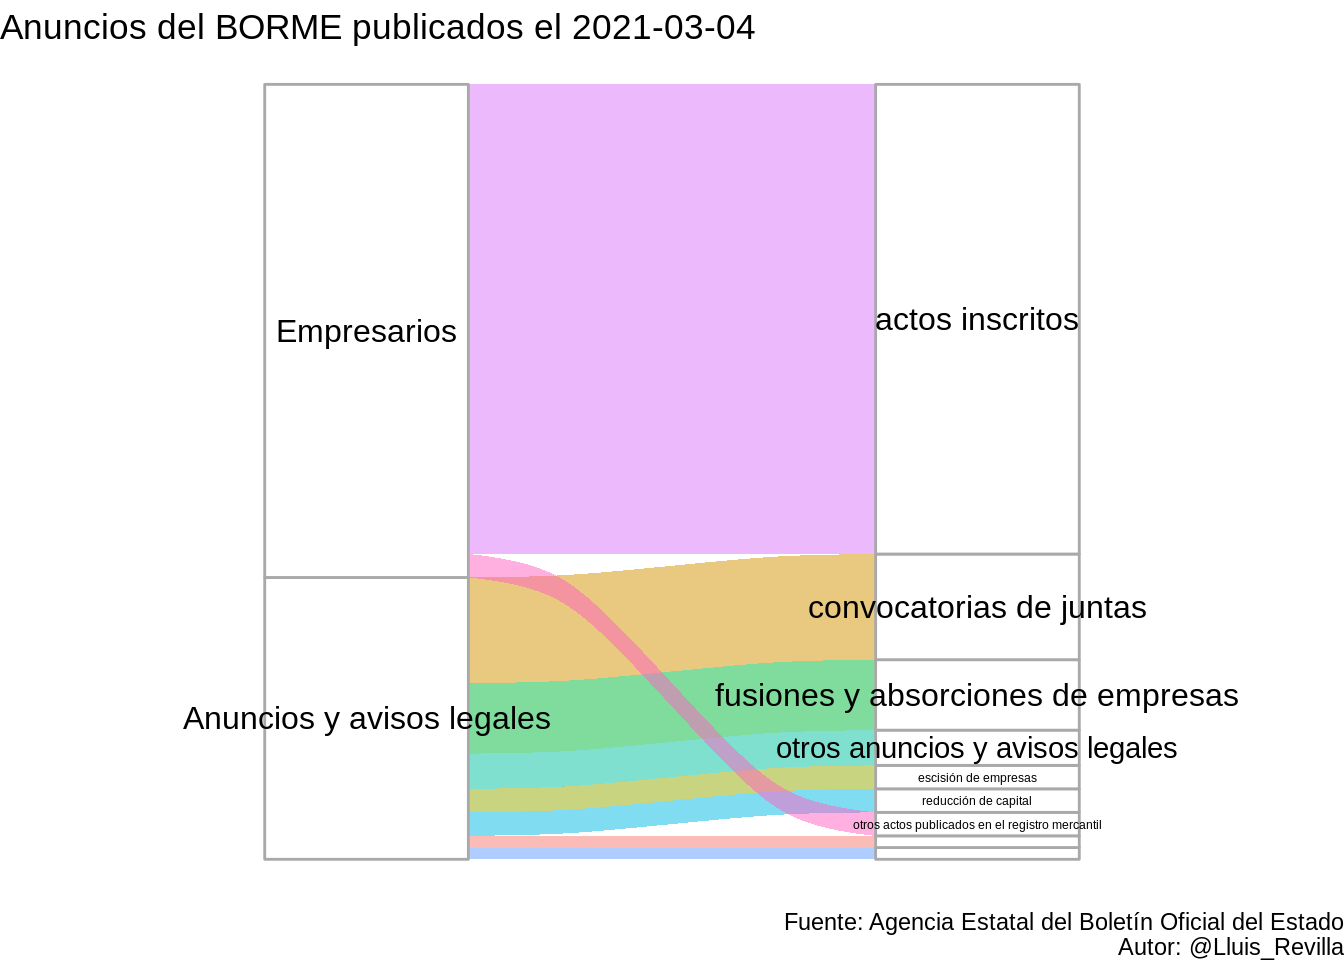 Anuncios del BORME publicados el 2021-03-04
Empresarios
actos inscritos
convocatorias de juntas
fusiones y absorciones de empresas
Anuncios y avisos legales
otros anuncios y avisos legales
escisión de empresas
reducción de capital
otros actos publicados en el registro mercantil
Fuente: Agencia Estatal del Boletín Oficial del Estado
Autor: @Lluis_Revilla